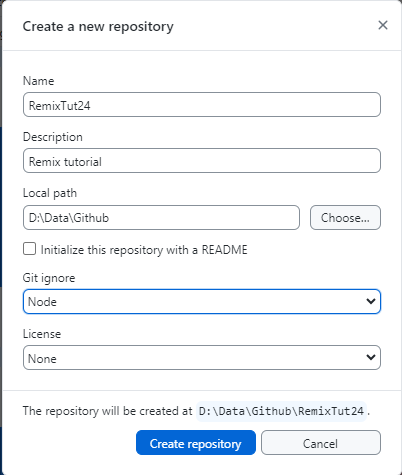 Create a new repository
Name
RemixTut24
Description
Remix tutorial
Local path
D:\Data\Github
Choose...
Initialize this repository with a README
Git ignore
Node
License
None
The repository will be created at D:\Data\Github\RemixTut24.
Create repository
Cancel